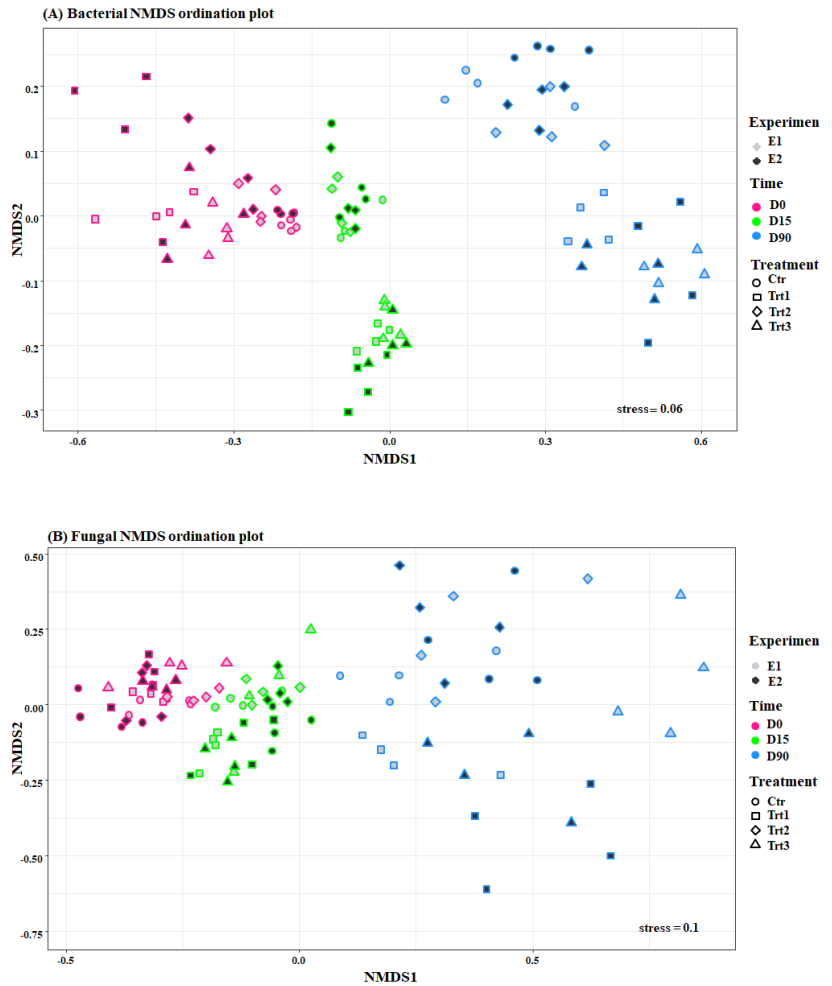 (A) Bacterial NMDS ordination plot
0.2
0.1
0.0
-0.1
-0.2
-0.3
NMDS2
-0.6
-0.3
0.0
0.3
0.6
NMDS1
stress= 0.06
Experimen
E1
E2
Time
D0
D15
D90
Treatment
Ctr
Trt1
Trt2
Trt3
(B) Fungal NMDS ordination plot
0.50
0.25
0.00
-0.25
-0.50
-0.75
NMDS2
-0.5
0.0
0.5
NMDS1
stress = 0.1
Experimen
E1
E2
Time
D0
D15
D90
Treatment
Ctr
Trt1
Trt2
Trt3